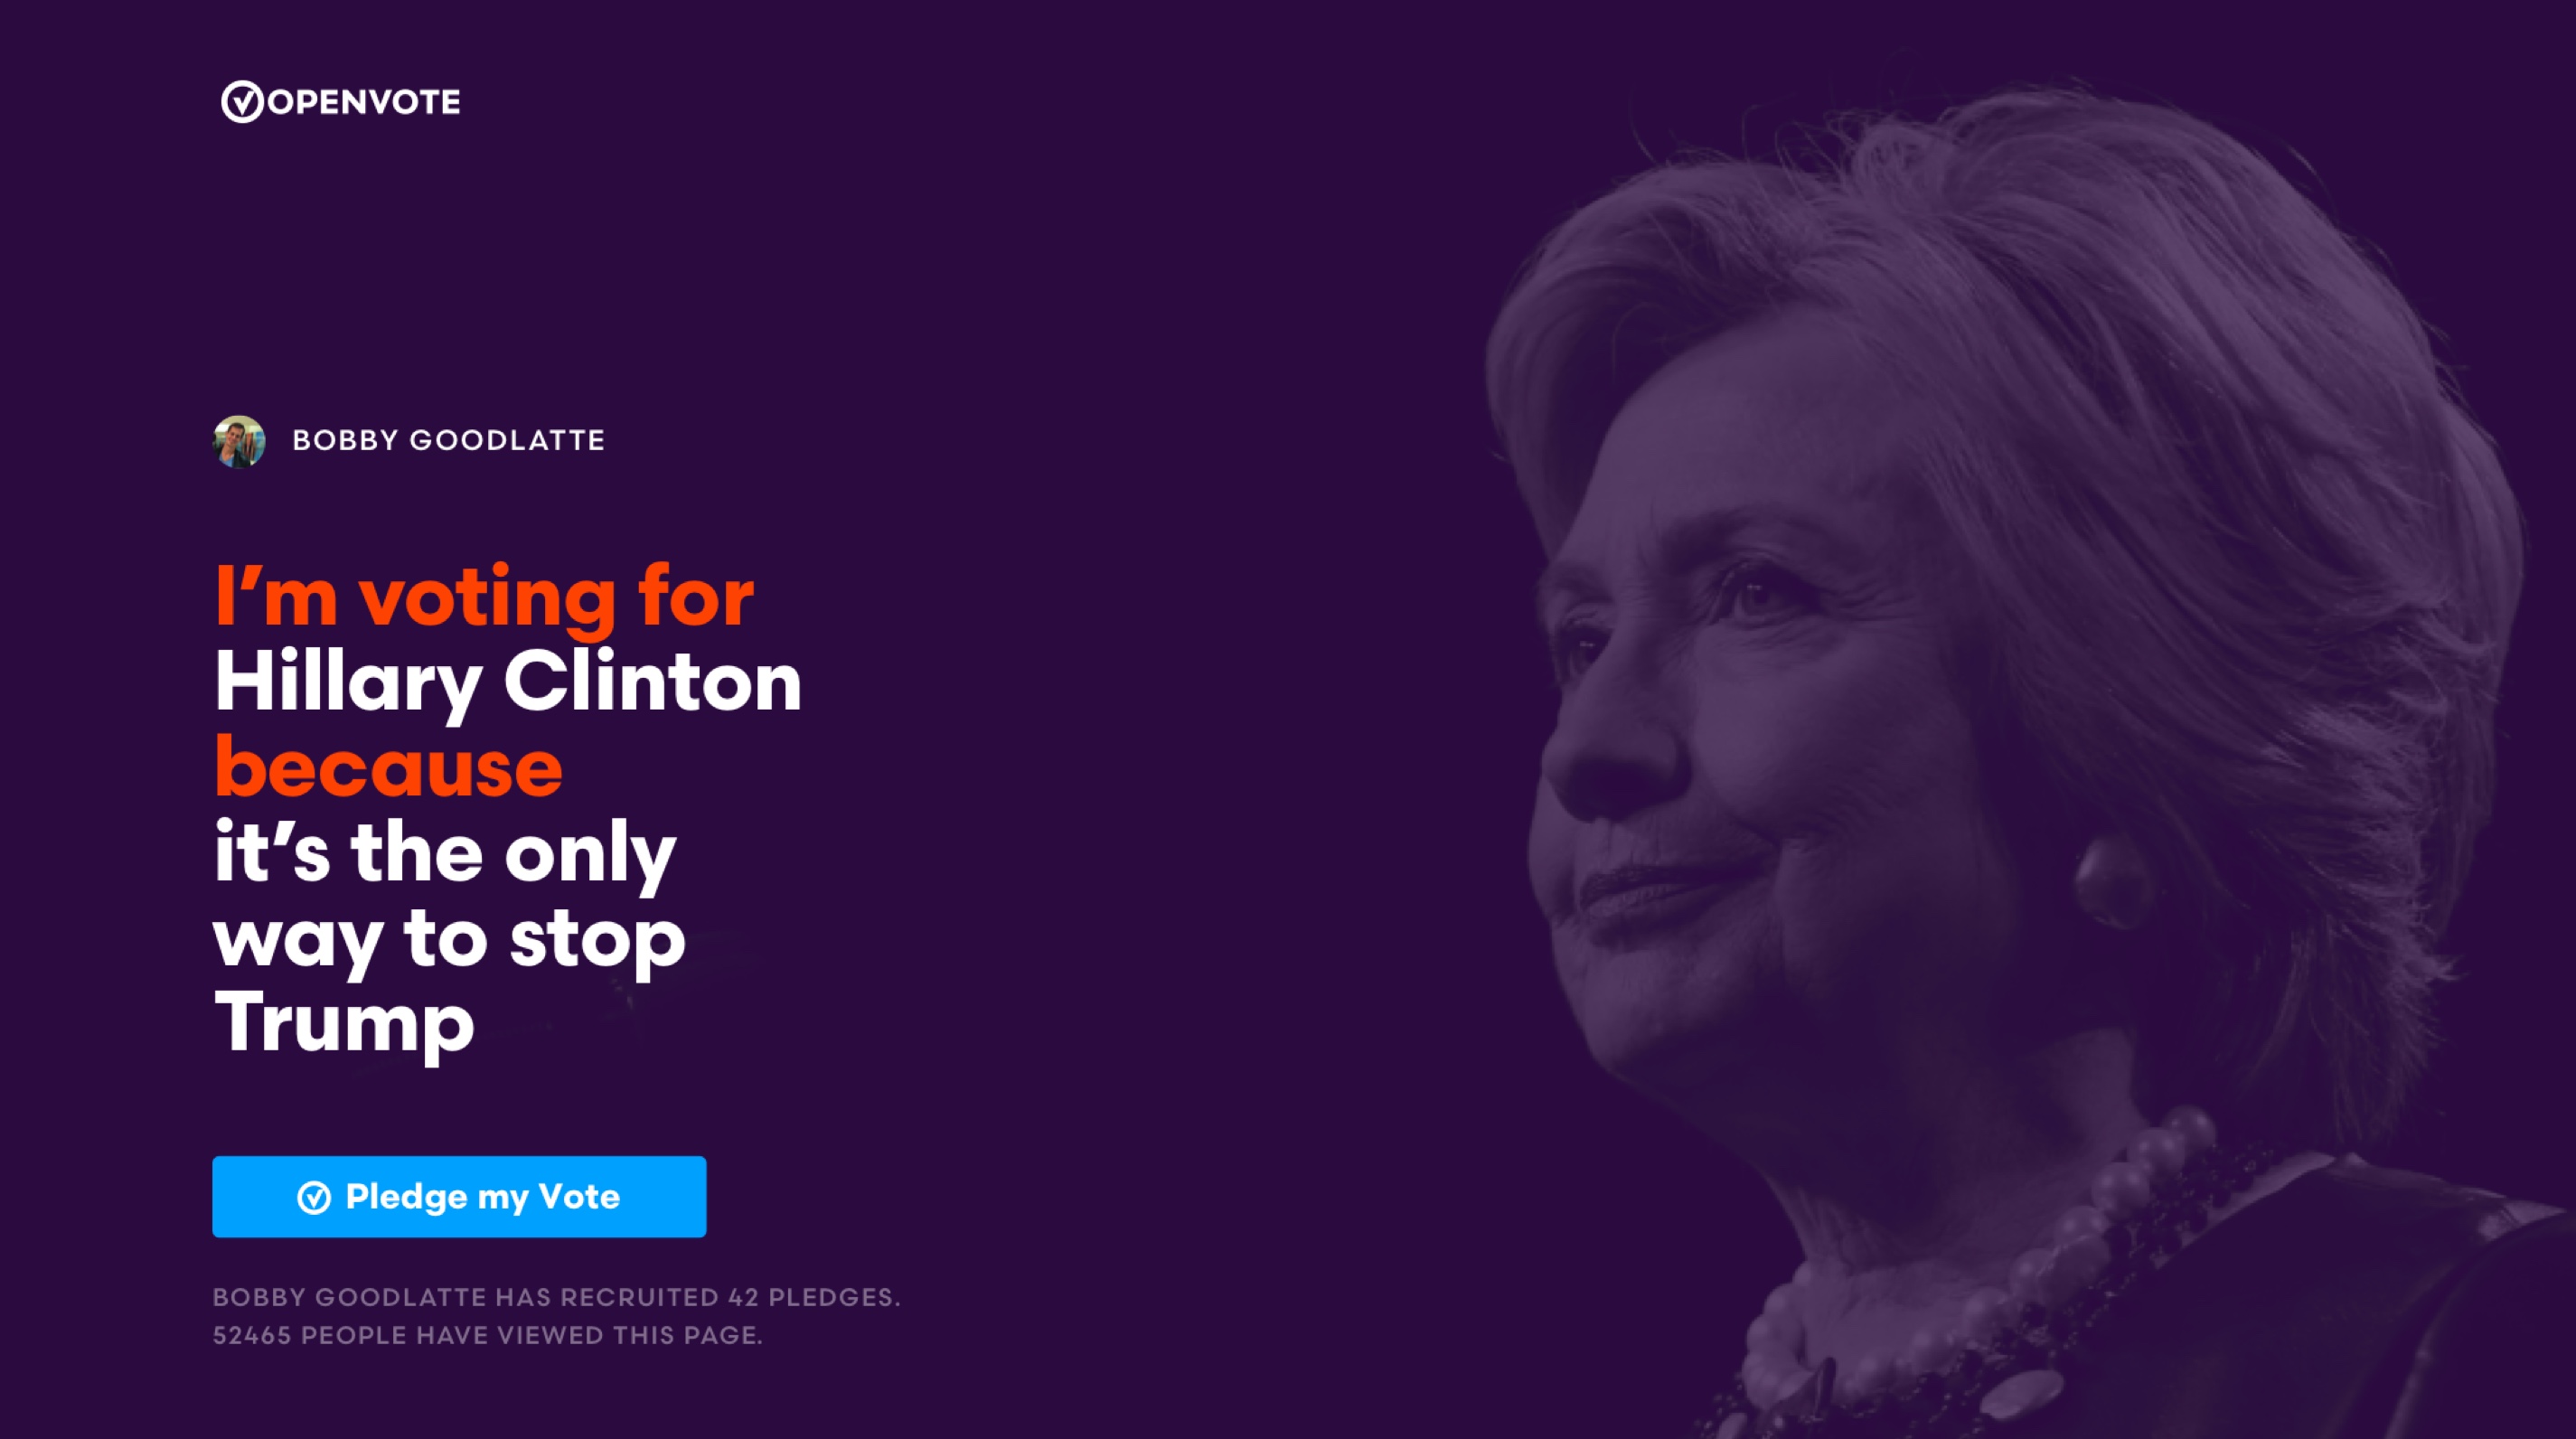 OPENVOTE
BOBBY GOODLATTE
I’m voting for
Hillary Clinton
because
it’s the only
way to stop
Trump
Pledge my Vote
BOBBY GOODLATTE HAS RECRUITED 42 PLEDGES.
52465 PEOPLE HAVE VIEWED THIS PAGE.